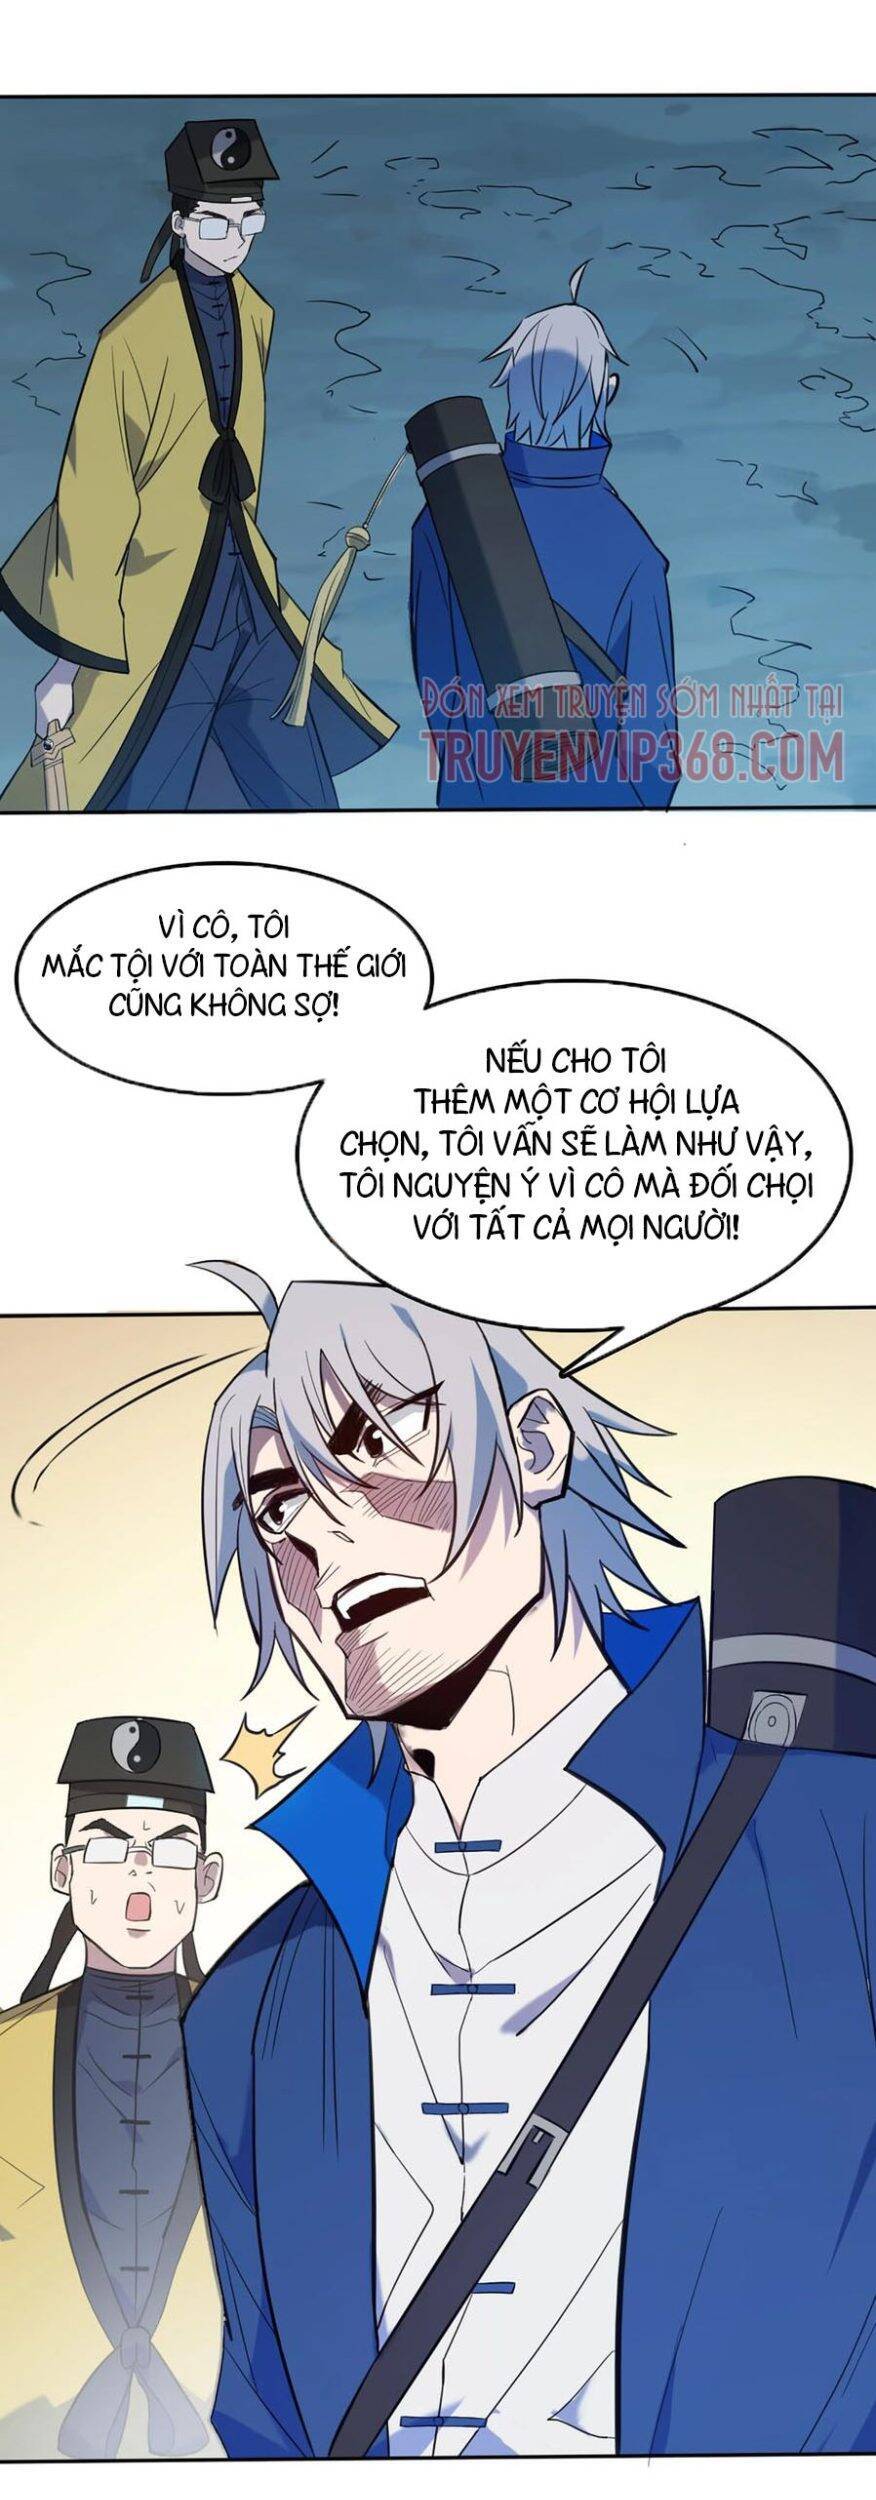 ĐÓN XEM TRUYỆN SỚM NHẤT TẠI
TRUYENVIP368.COM
VÌ CÔ, TÔI
MẮC TỘI VỚI TOÀN THẾ GIỚI
CŨNG KHÔNG SỢ!
NẾU CHO TÔI
THÊM MỘT CƠ HỘI LỰA
CHỌN, TÔI VẪN SẼ LÀM NHƯ VẬY,
TÔI NGUYỆN Ý VÌ CÔ MÀ ĐỐI CHỌI
VỚI TẤT CẢ MỌI NGƯỜI!